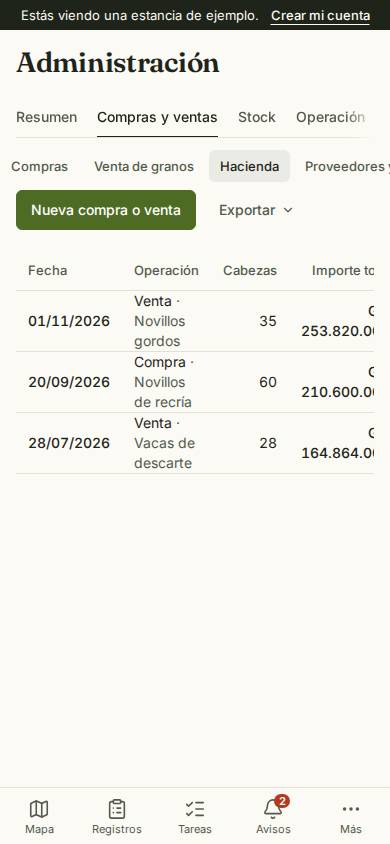 Estás viendo una estancia de ejemplo. Crear mi cuenta
Administración
Resumen Compras y ventas Stock Operación
Compras Venta de granos Hacienda Proveedores y
Nueva compra o venta Exportar
Fecha Operación Cabezas Importe to
01/11/2026 Venta · Novillos gordos 35 G 253.820.00
20/09/2026 Compra · Novillos de recría 60 G 210.600.00
28/07/2026 Venta · Vacas de descarte 28 G 164.864.00
2
Mapa Registros Tareas Avisos Más